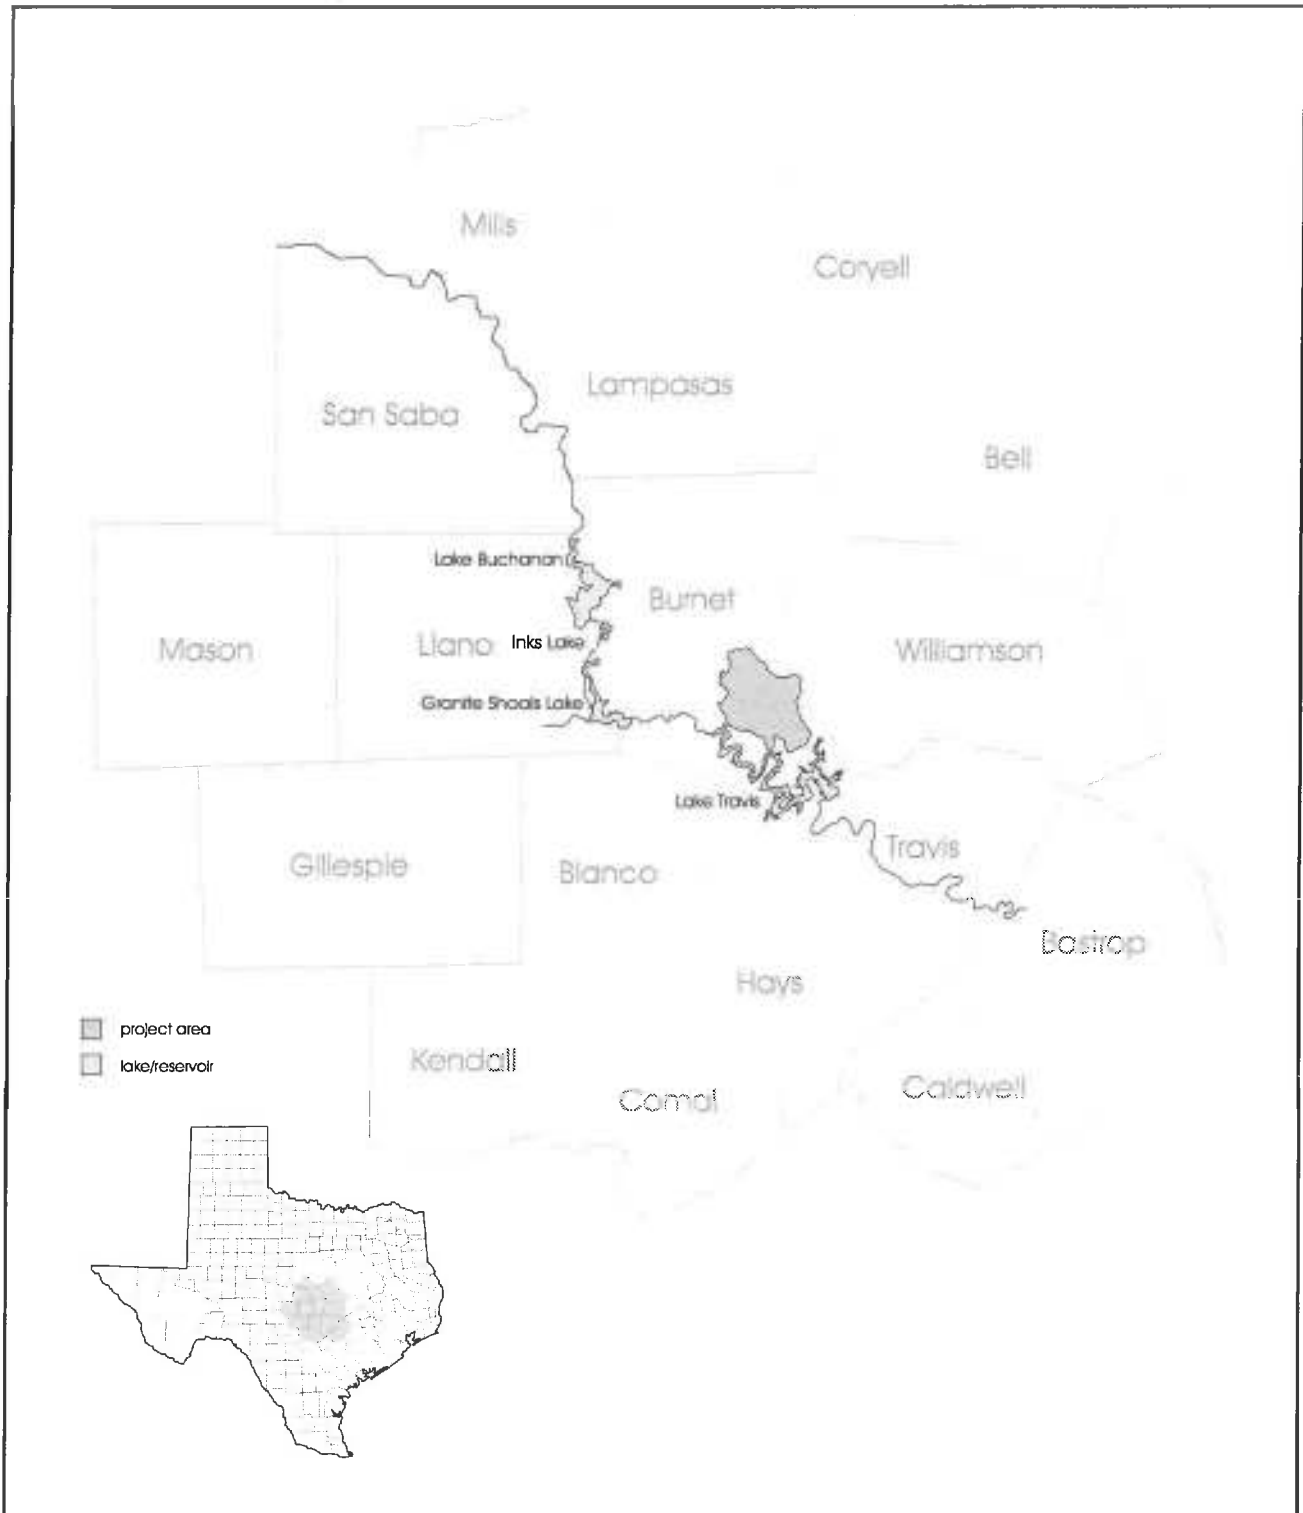 Mills
Coryell
Lampasas
San Saba
Bell
Lake Buchanan
Burnet
Mason
Llano
Inks Lake
Williamson
Granite Shoals Lake
Lake Travis
Travis
Gillespie
Blanco
Bastrop
Hays
project area
lake/reservoir
Kendall
Comal
Caldwell